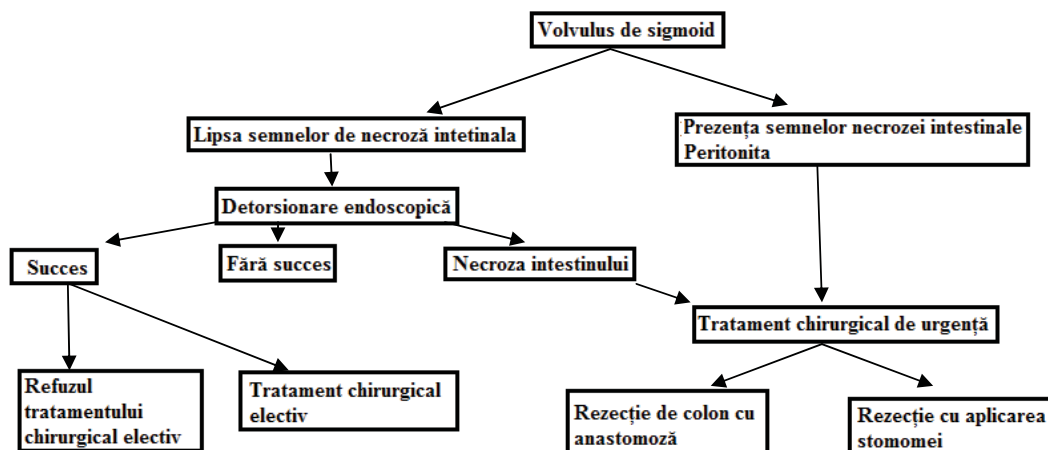 Volvulus de sigmoid
Lipsa semnelor de necroză intetinala
Prezența semnelor necrozei intestinale
Peritonita
Detorsionare endoscopică
Succes
Fără succes
Necroza intestinului
Tratament chirurgical de urgență
Refuzul
tratamentului
chirurgical electiv
Tratament chirurgical
electiv
Rezecție de colon cu
anastomoză
Rezecție cu aplicarea
stomomei